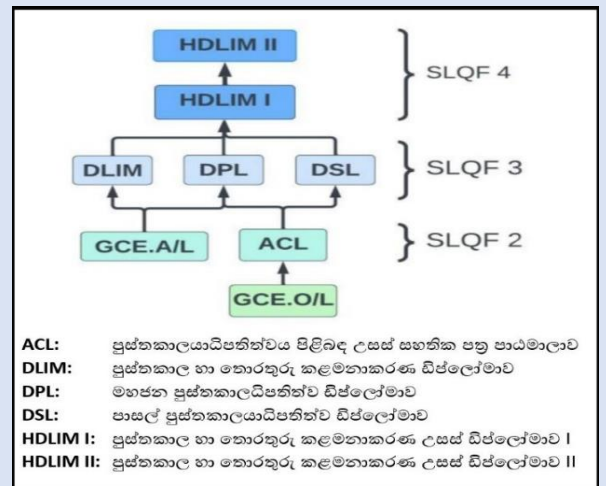 HDLIM II
SLQF 4
HDLIM I
DLIM DPL DSL SLQF 3
GCE.A/L ACL SLQF 2
GCE.O/L
ACL: පුස්තකාලයාධිපතිත්වය පිළිබඳ උසස් සහතික පත්‍ර පාඨමාලාව
DLIM: පුස්තකාල හා තොරතුරු කළමනාකරණ ඩිප්ලෝමාව
DPL: මහජන පුස්තකාලයිපතිත්ව ඩිප්ලෝමාව
DSL: පාසල් පුස්තකාලයාධිපතිත්ව ඩිප්ලෝමාව
HDLIM I: පුස්තකාල හා තොරතුරු කළමනාකරණ උසස් ඩිප්ලෝමාව I
HDLIM II: පුස්තකාල හා තොරතුරු කළමනාකරණ උසස් ඩිප්ලෝමාව II